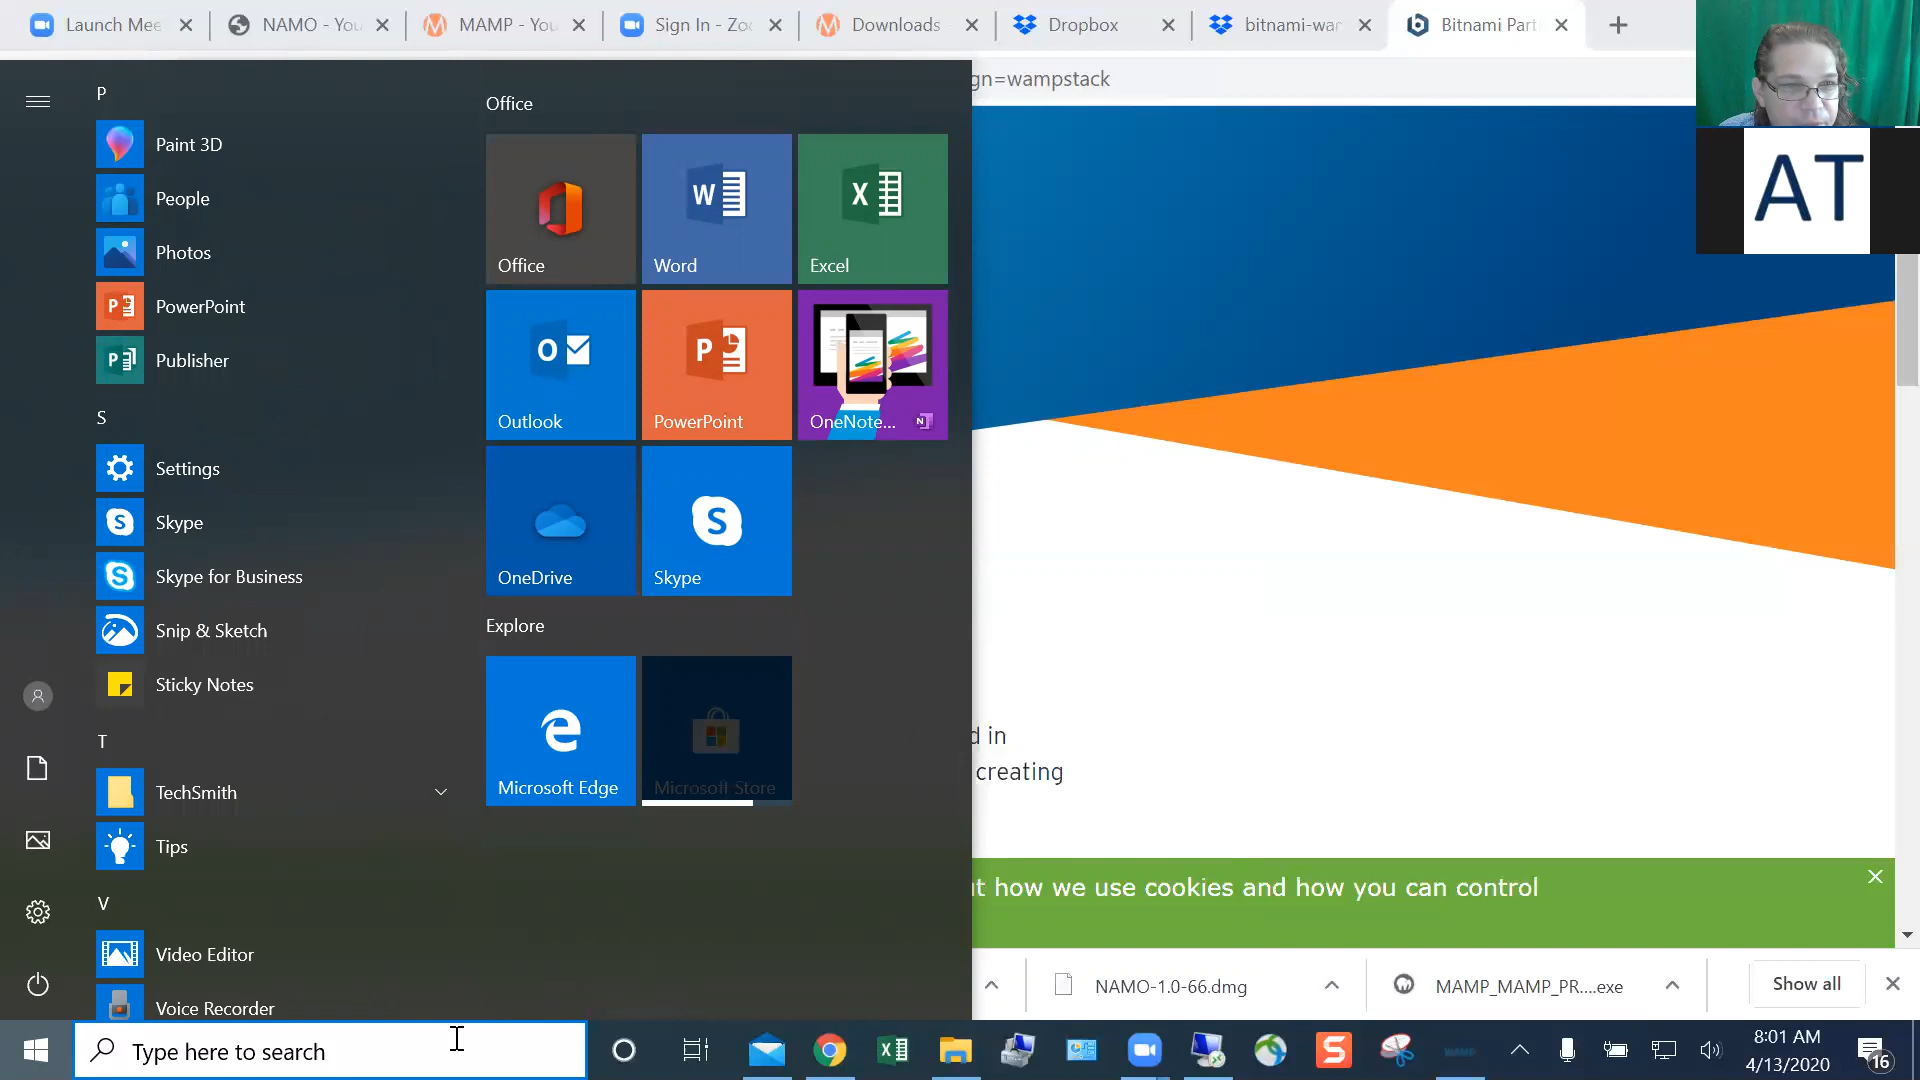 Launch Mee
NAMO - You
MAMP - You
Sign In - Zoo
Downloads
Dropbox
bitnami-wam
Bitnami Part
gn=wampstack
AT
P
Paint 3D
People
Photos
PowerPoint
Publisher
S
Settings
Skype
Skype for Business
Snip & Sketch
Sticky Notes
T
TechSmith
Tips
V
Video Editor
Voice Recorder
Office
Office
Word
Excel
Outlook
PowerPoint
OneNote...
OneDrive
Skype
Explore
Microsoft Edge
Microsoft Store
d in
creating
t how we use cookies and how you can control
NAMO-1.0-66.dmg
MAMP_MAMP_PR....exe
Show all
Type here to search
WAMP
8:01 AM
4/13/2020
16